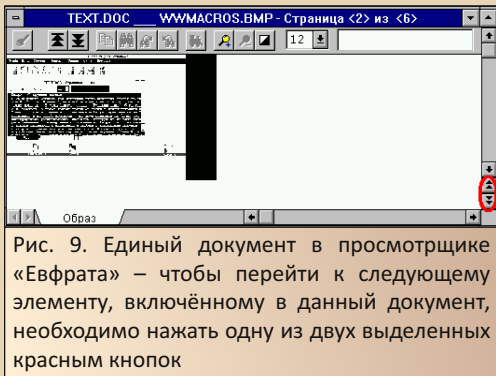 TEXT.DOC ___ WWMACROS.BMP - Страница <2> из <6>
12
Образ
Рис. 9. Единый документ в просмотрщике
«Евфрата» – чтобы перейти к следующему
элементу, включённому в данный документ,
необходимо нажать одну из двух выделенных
красным кнопок